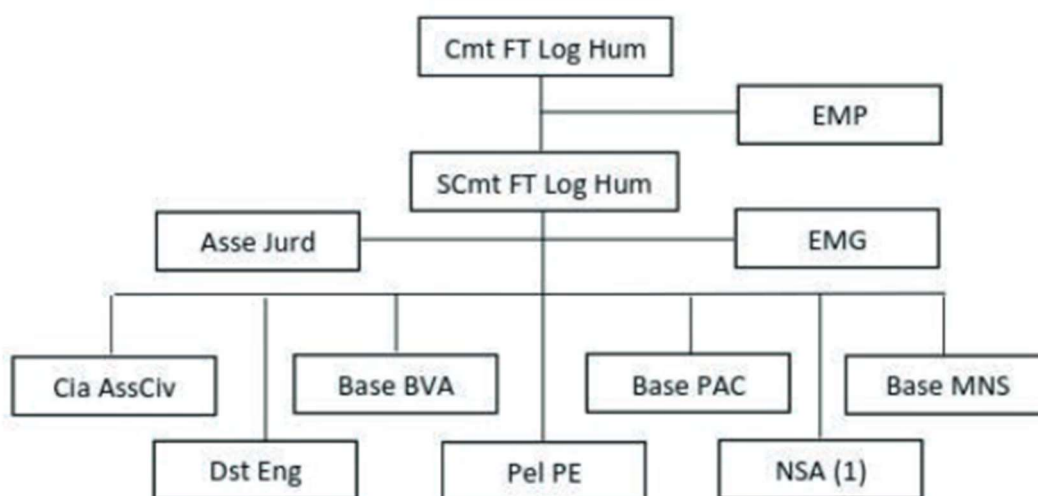 Cmt FT Log Hum
EMP
SCmt FT Log Hum
Asse Jurd
EMG
Cia AssCiv
Base BVA
Base PAC
Base MNS
Dst Eng
Pel PE
NSA (1)